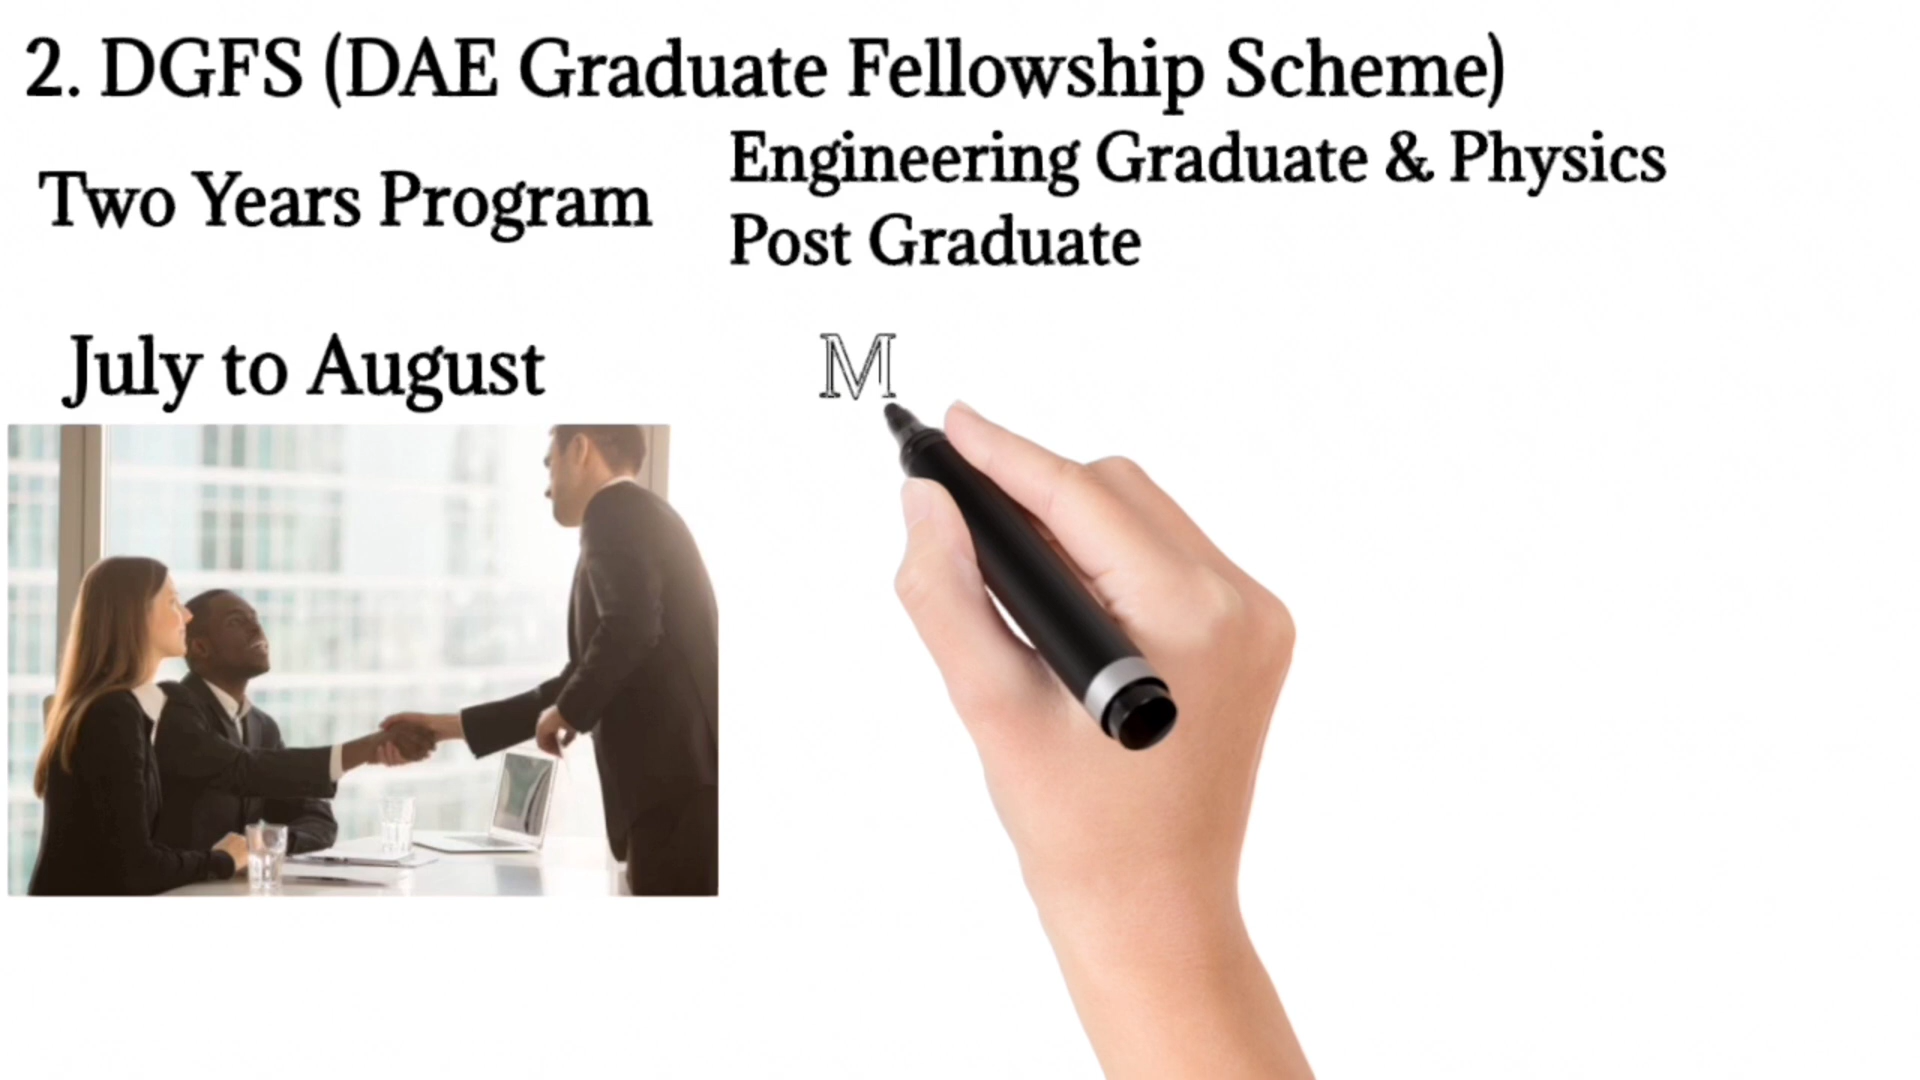 2. DGFS (DAE Graduate Fellowship Scheme)
Two Years Program
Engineering Graduate & Physics
Post Graduate
July to August
M